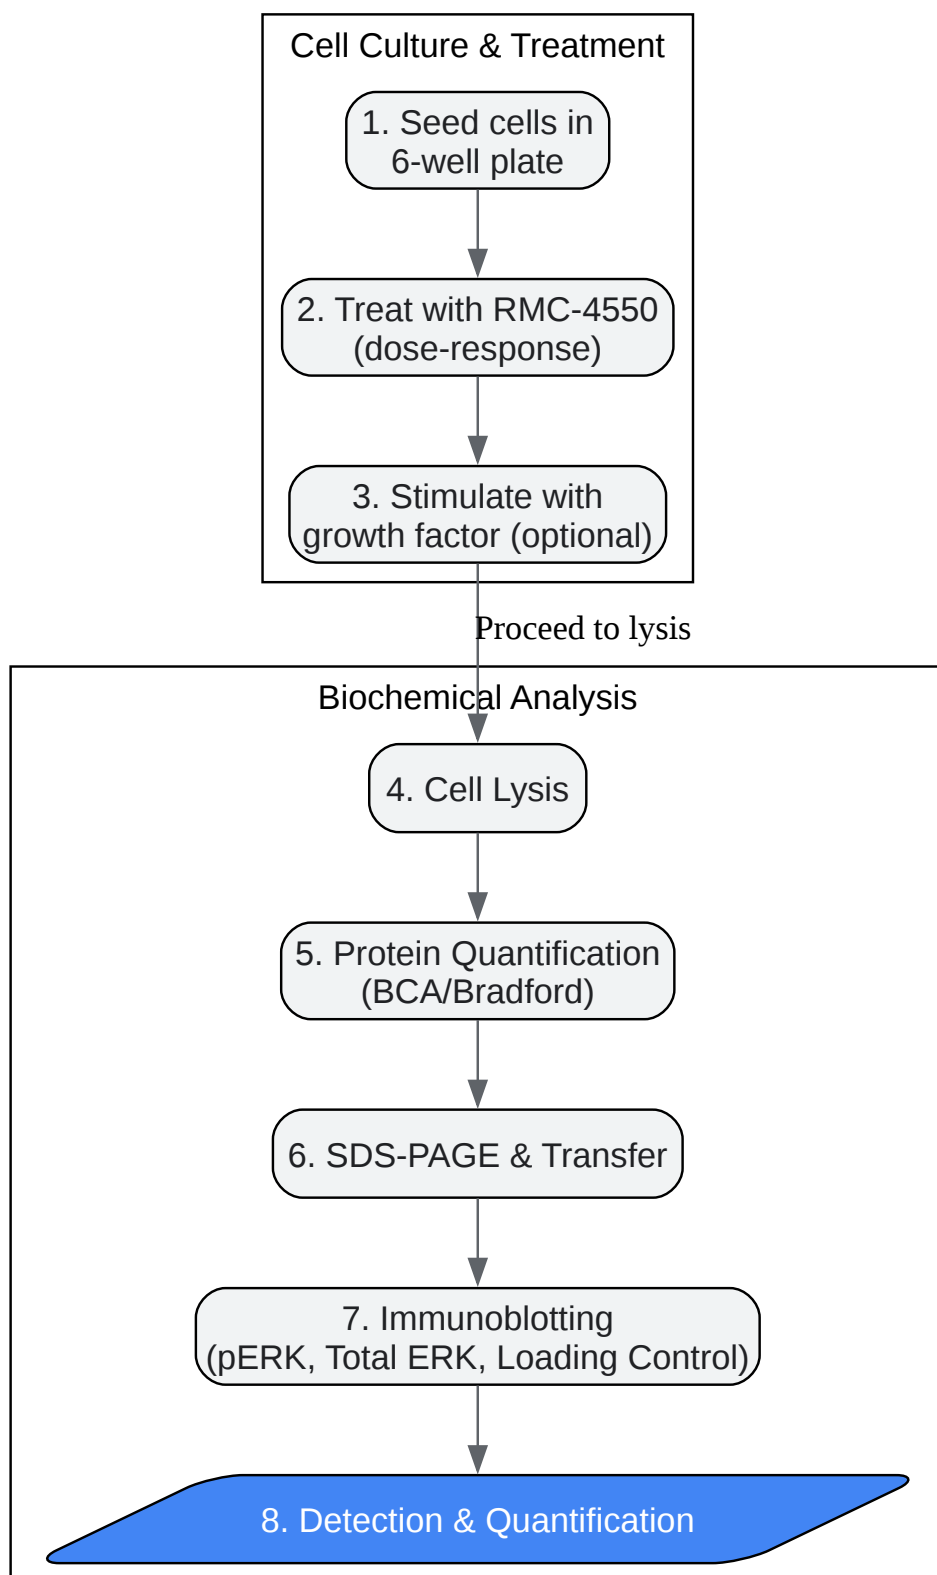 Cell Culture & Treatment
1. Seed cells in
6-well plate
2. Treat with RMC-4550
(dose-response)
3. Stimulate with
growth factor (optional)
Proceed to lysis
Biochemical Analysis
4. Cell Lysis
5. Protein Quantification
(BCA/Bradford)
6. SDS-PAGE & Transfer
7. Immunoblotting
(pERK, Total ERK, Loading Control)
8. Detection & Quantification